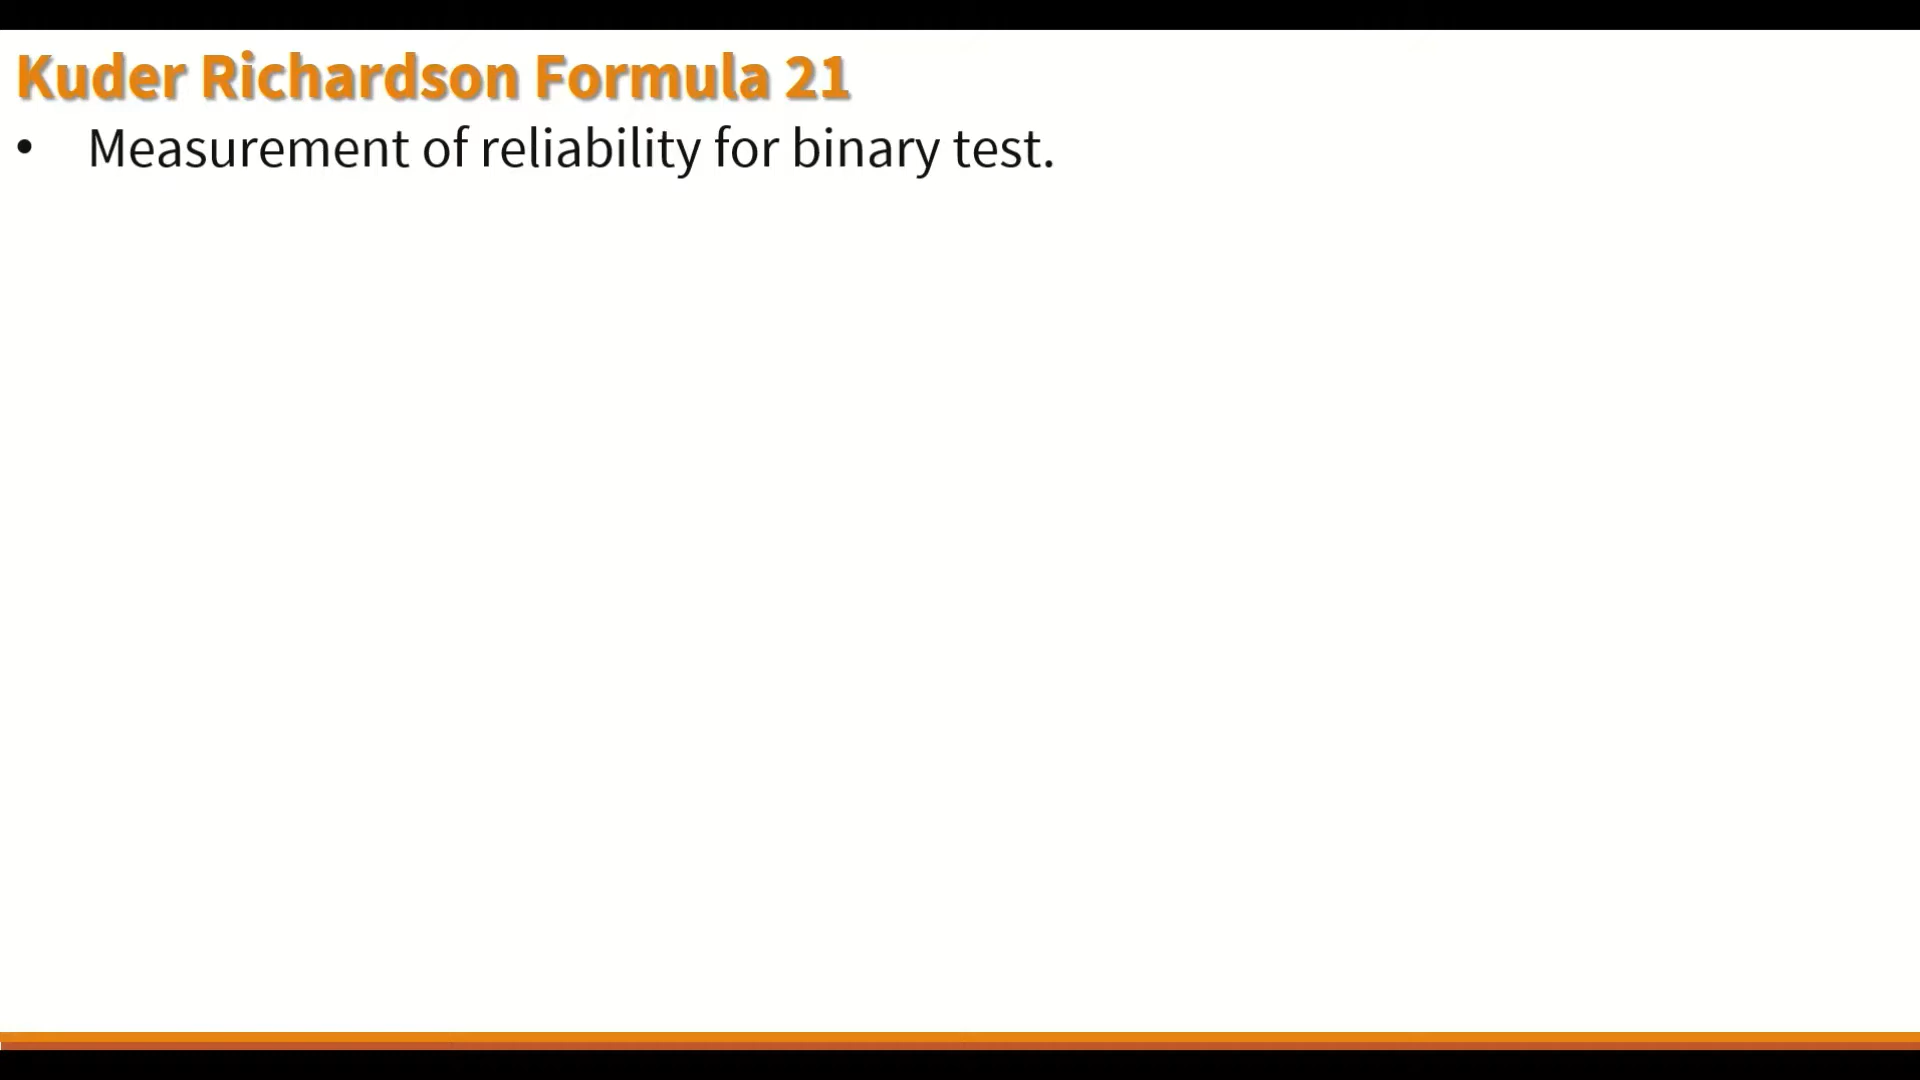 Kuder Richardson Formula 21
• Measurement of reliability for binary test.